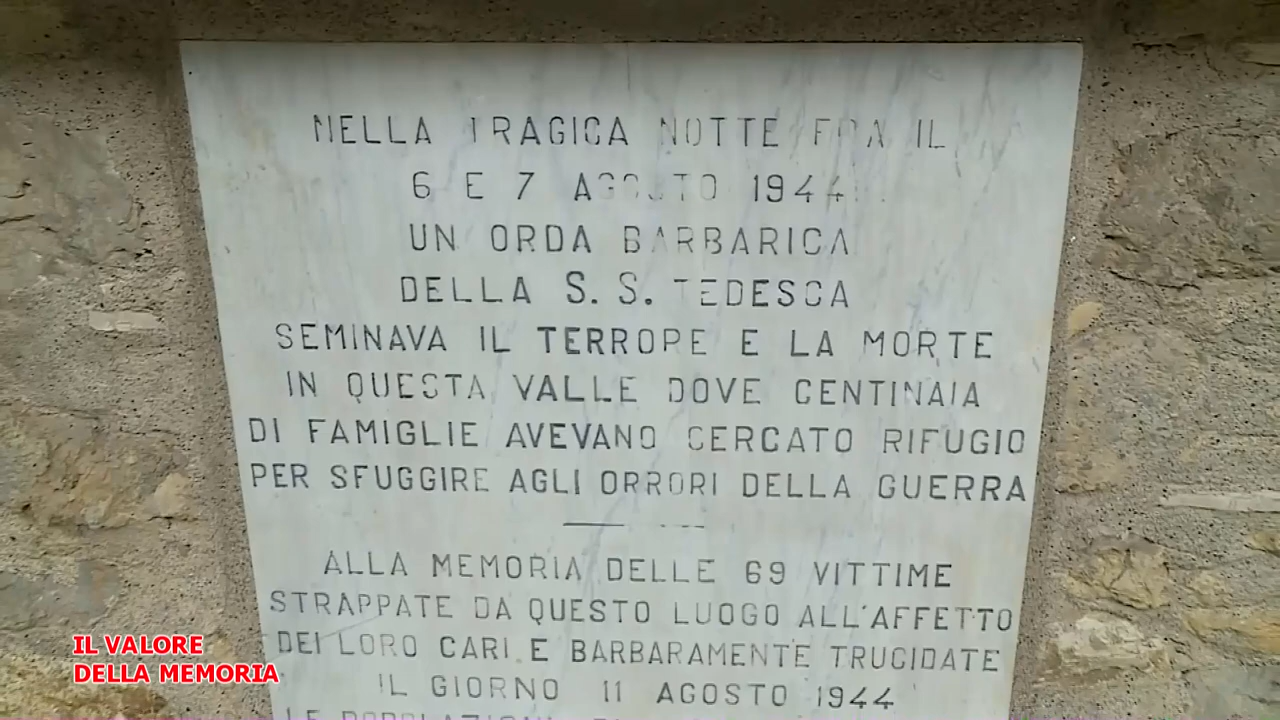 NELLA TRAGICA NOTTE FRA IL
6 E 7 AGOSTO 1944
UN ORDA BARBARICA
DELLA S. S. TEDESCA
SEMINAVA IL TERRORE E LA MORTE
IN QUESTA VALLE DOVE CENTINAIA
DI FAMIGLIE AVEVANO CERCATO RIFUGIO
PER SFUGGIRE AGLI ORRORI DELLA GUERRA
ALLA MEMORIA DELLE 69 VITTIME
STRAPPATE DA QUESTO LUOGO ALL'AFFETTO
DEI LORO CARI E BARBARAMENTE TRUCIDATE
IL GIORNO 11 AGOSTO 1944
IL VALORE
DELLA MEMORIA